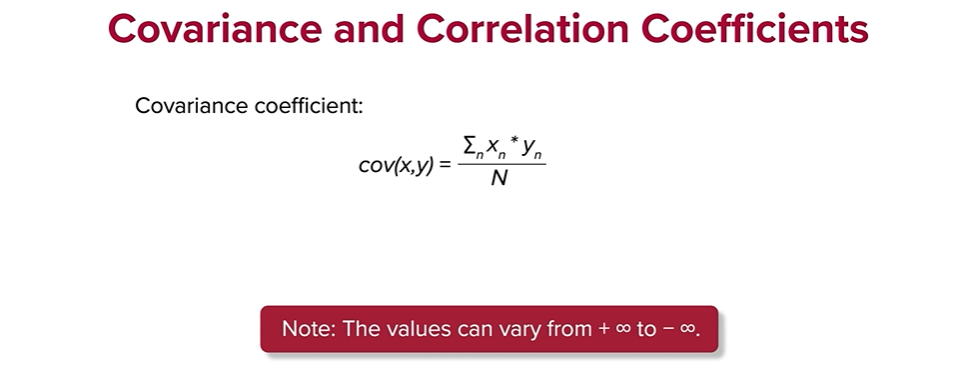 Covariance and Correlation Coefficients
Covariance coefficient:
cov(x,y) = Σₙxₙ*yₙ / N
Note: The values can vary from + ∞ to − ∞.